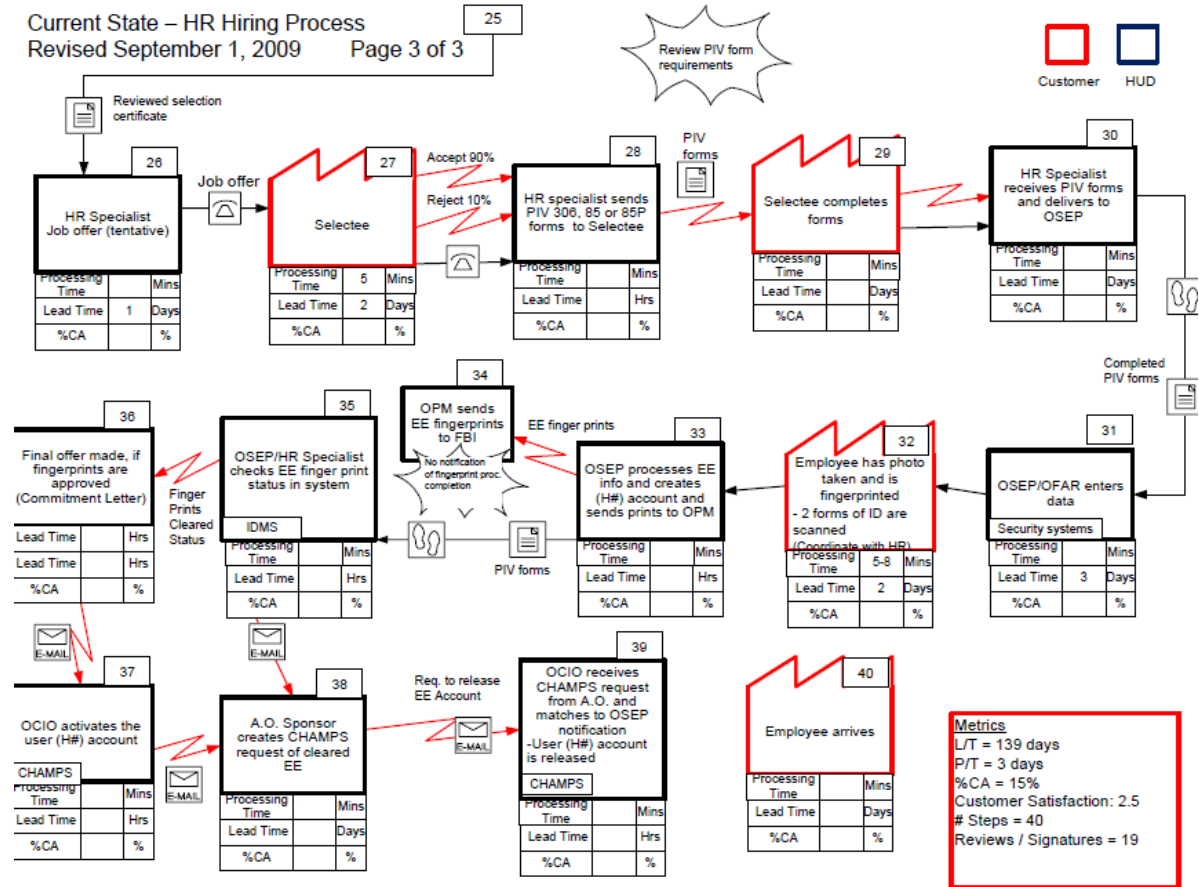 Current State – HR Hiring Process
Revised September 1, 2009 Page 3 of 3
25
Review PIV form
requirements
Customer
HUD
Reviewed selection
certificate
26
HR Specialist
Job offer (tentative)
Processing
Time
Mins
Lead Time 1 Days
%CA %
Job offer
27
Selectee
Processing
Time
5 Mins
Lead Time 2 Days
%CA %
Accept 90%
Reject 10%
28
HR specialist sends
PIV 306, 85 or 85P
forms to Selectee
Processing
Time
Mins
Lead Time Hrs
%CA %
PIV
forms
29
Selectee completes
forms
Processing
Time
Mins
Lead Time Days
%CA %
30
HR Specialist
receives PIV forms
and delivers to
OSEP
Processing
Time
Mins
Lead Time Days
%CA %
Completed
PIV forms
36
Final offer made, if
fingerprints are
approved
(Commitment Letter)
Lead Time Hrs
Lead Time Hrs
%CA %
Finger
Prints
Cleared
Status
35
OSEP/HR Specialist
checks EE finger print
status in system
IDMS
Processing
Time
Mins
Lead Time Hrs
%CA %
34
OPM sends
EE fingerprints
to FBI
No notification
of fingerprint proc.
completion
EE finger prints
PIV forms
33
OSEP processes EE
info and creates
(H#) account and
sends prints to OPM
Processing
Time
Mins
Lead Time Hrs
%CA %
32
Employee has photo
taken and is
fingerprinted
- 2 forms of ID are
scanned
(Coordinate with HR)
Processing
Time
5-8 Mins
Lead Time 2 Days
%CA %
31
OSEP/OFAR enters
data
Security systems
Processing
Time
Mins
Lead Time 3 Days
%CA %
E-MAIL
E-MAIL
37
OCIO activates the
user (H#) account
CHAMPS
Processing
Time
Mins
Lead Time Hrs
%CA %
E-MAIL
38
A.O. Sponsor
creates CHAMPS
request of cleared
EE
Processing
Time
Mins
Lead Time Days
%CA %
Req. to release
EE Account
E-MAIL
39
OCIO receives
CHAMPS request
from A.O. and
matches to OSEP
notification
-User (H#) account
is released
CHAMPS
Processing
Time
Mins
Lead Time Hrs
%CA %
40
Employee arrives
Processing
Time
Mins
Lead Time Days
%CA %
Metrics
L/T = 139 days
P/T = 3 days
%CA = 15%
Customer Satisfaction: 2.5
# Steps = 40
Reviews / Signatures = 19